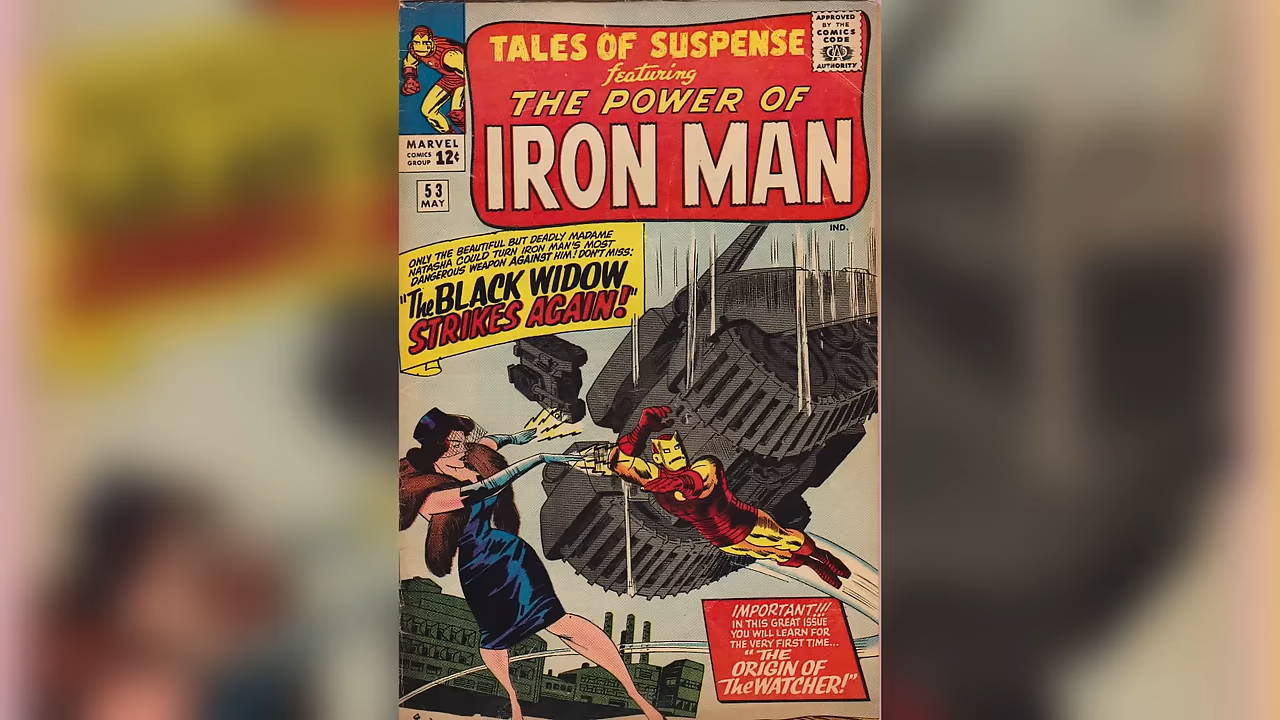 TALES OF SUSPENSE
featuring
THE POWER OF
IRON MAN
APPROVED
BY THE
COMICS
CODE
CA
AUTHORITY
MARVEL
COMICS
GROUP 12¢
53
MAY
IND.
ONLY THE BEAUTIFUL BUT DEADLY MADAME
NATASHA COULD TURN IRON MAN'S MOST
DANGEROUS WEAPON AGAINST HIM! DON'T MISS:
"The BLACK WIDOW
STRIKES AGAIN!"
IMPORTANT!!!
IN THIS GREAT ISSUE
YOU WILL LEARN FOR
THE VERY FIRST TIME...
"THE
ORIGIN OF
The WATCHER!"